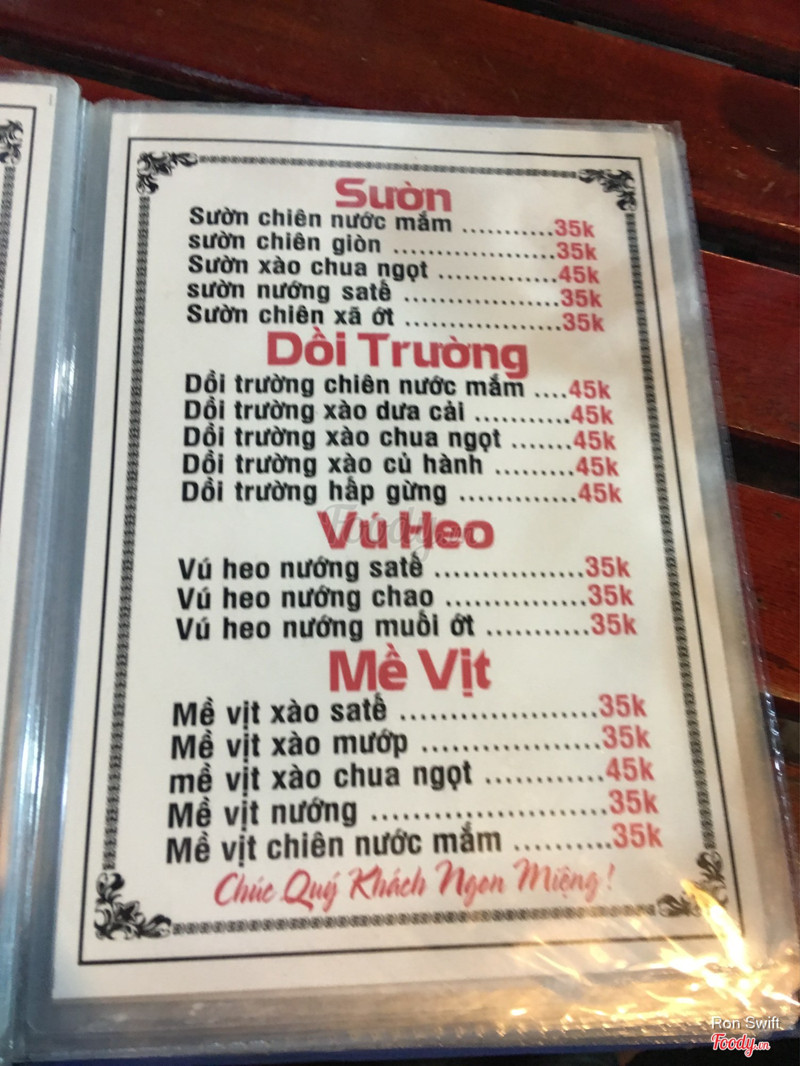 Sườn
Sườn chiên nước mắm ...........35k
sườn chiên giòn ....................35k
Sườn xào chua ngọt ...............45k
sườn nướng satế ...................35k
Sườn chiên xã ớt ...................35k
Dồi Trường
Dồi trường chiên nước mắm ....45k
Dồi trường xào dưa cải ............45k
Dồi trường xào chua ngọt .......45k
Dồi trường xào củ hành .........45k
Dồi trường hấp gừng .............45k
Vú Heo
Vú heo nướng satế ................35k
Vú heo nướng chao ...............35k
Vú heo nướng muối ớt ...........35k
Mề Vịt
Mề vịt xào satế ....................35k
Mề vịt xào mướp ..................35k
mề vịt xào chua ngọt ............45k
Mề vịt nướng ........................35k
Mề vịt chiên nước mắm ..........35k
Chúc Quý Khách Ngon Miệng!
Foody.vn
Ron Swift
Foody.vn